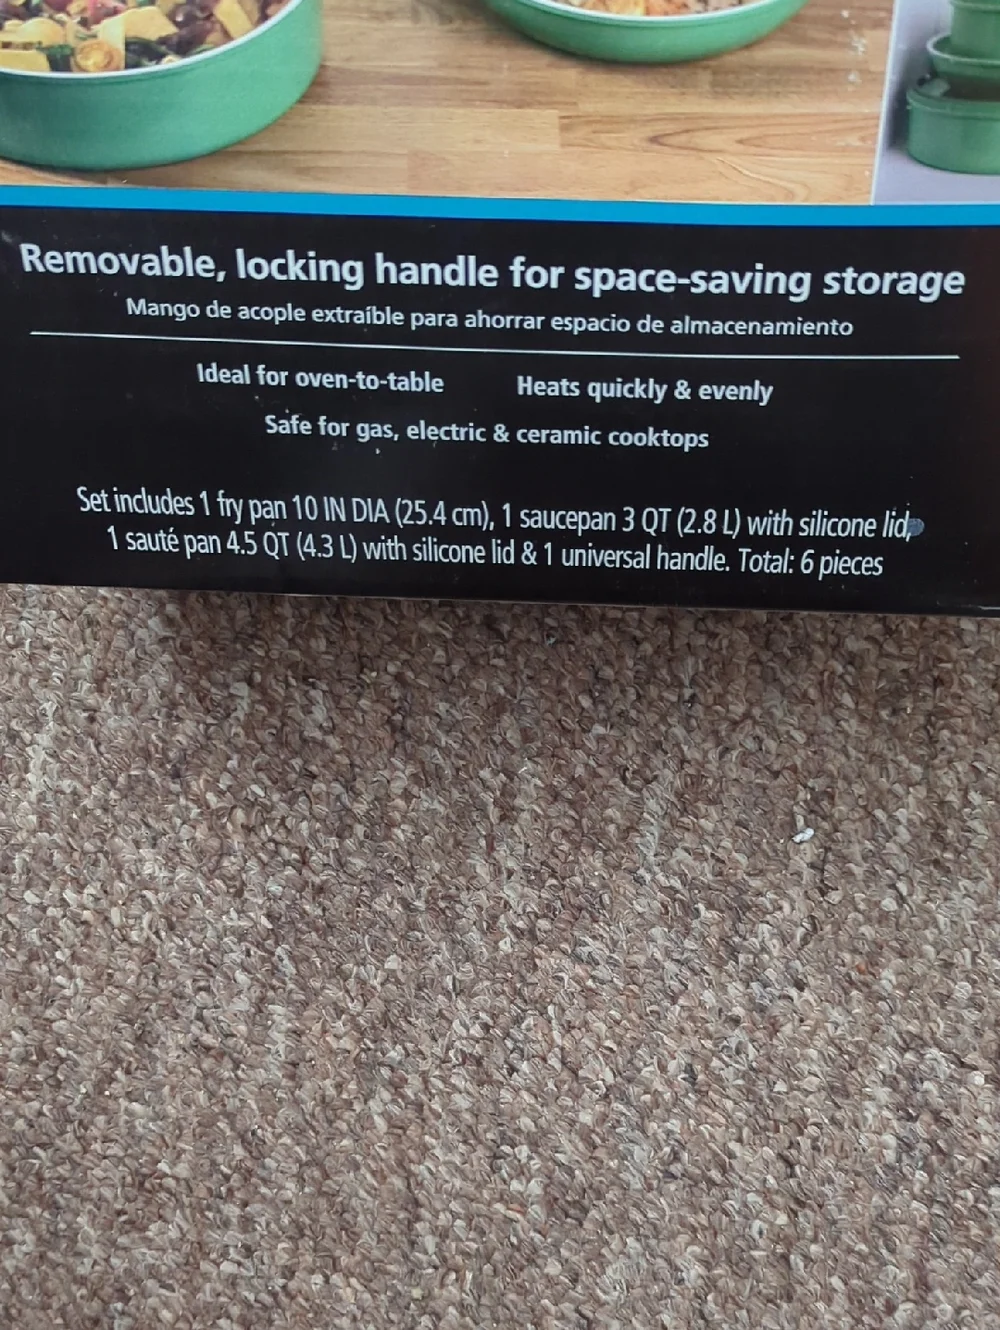 Removable, locking handle for space-saving storage
Mango de acople extraíble para ahorrar espacio de almacenamiento
Ideal for oven-to-table Heats quickly & evenly
Safe for gas, electric & ceramic cooktops
Set includes 1 fry pan 10 IN DIA (25.4 cm), 1 saucepan 3 QT (2.8 L) with silicone lid,
1 sauté pan 4.5 QT (4.3 L) with silicone lid & 1 universal handle. Total: 6 pieces